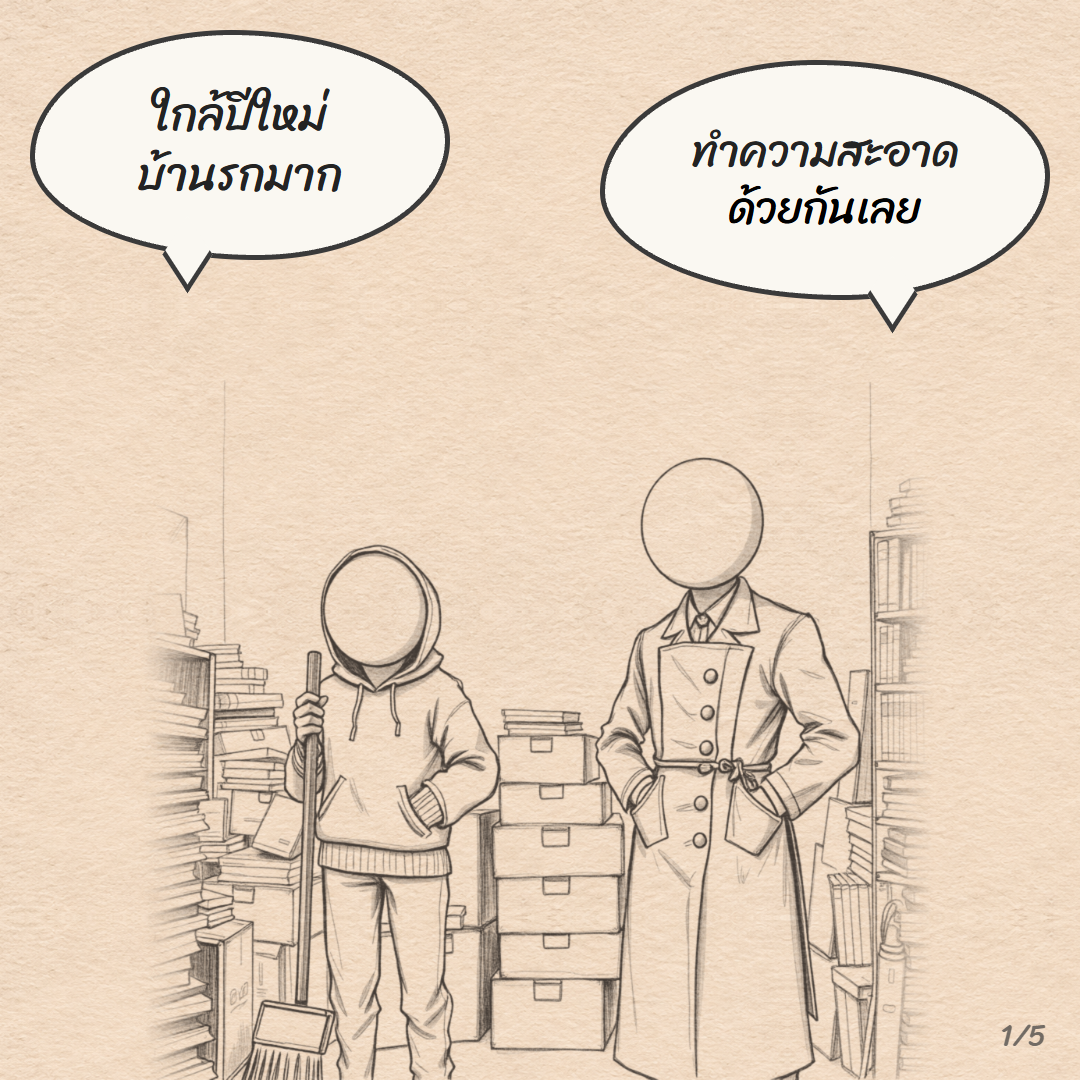 ใกล้ปีใหม่
บ้านรกมาก
ทำความสะอาด
ด้วยกันเลย
1/5